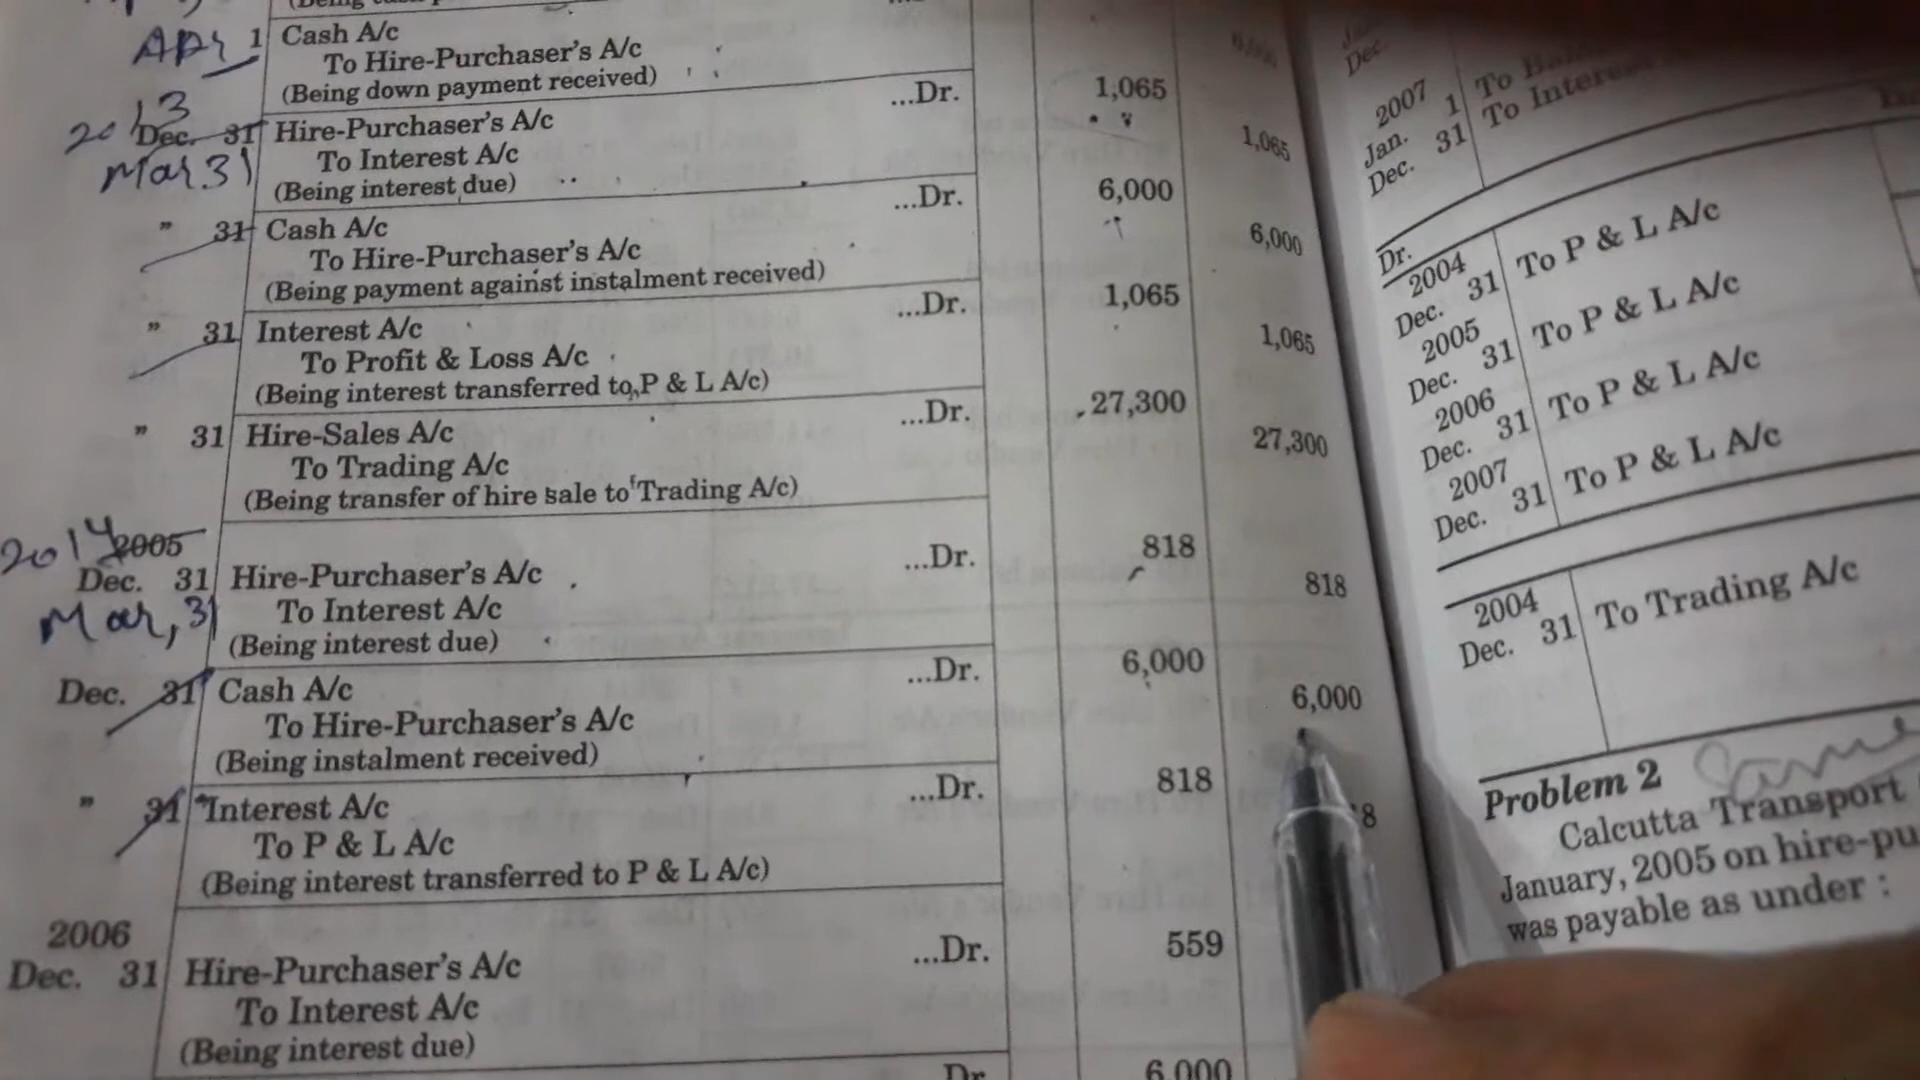 Apr 1 Cash A/c
To Hire-Purchaser's A/c
(Being down payment received)
2013
Dec. 31 Hire-Purchaser's A/c ...Dr. 1,065
Mar 31 To Interest A/c 1,065
(Being interest due)
" 31 Cash A/c ...Dr. 6,000
To Hire-Purchaser's A/c 6,000
(Being payment against instalment received)
" 31 Interest A/c ...Dr. 1,065
To Profit & Loss A/c 1,065
(Being interest transferred to P & L A/c)
" 31 Hire-Sales A/c ...Dr. 27,300
To Trading A/c 27,300
(Being transfer of hire sale to Trading A/c)
2014 2005
Dec. 31 Hire-Purchaser's A/c ...Dr. 818
Mar, 31 To Interest A/c 818
(Being interest due)
Dec. 31 Cash A/c ...Dr. 6,000
To Hire-Purchaser's A/c 6,000
(Being instalment received)
" 31 Interest A/c ...Dr. 818
To P & L A/c 8
(Being interest transferred to P & L A/c)
2006
Dec. 31 Hire-Purchaser's A/c ...Dr. 559
To Interest A/c
(Being interest due)
Dr. 6,000
Dec.
2007
Jan. 1 To
Dec. 31 To Interest
Dr.
2004
Dec. 31 To P & L A/c
2005
Dec. 31 To P & L A/c
2006
Dec. 31 To P & L A/c
2007
Dec. 31 To P & L A/c
2004
Dec. 31 To Trading A/c
Problem 2 Same
Calcutta Transport
January, 2005 on hire-pu
was payable as under :